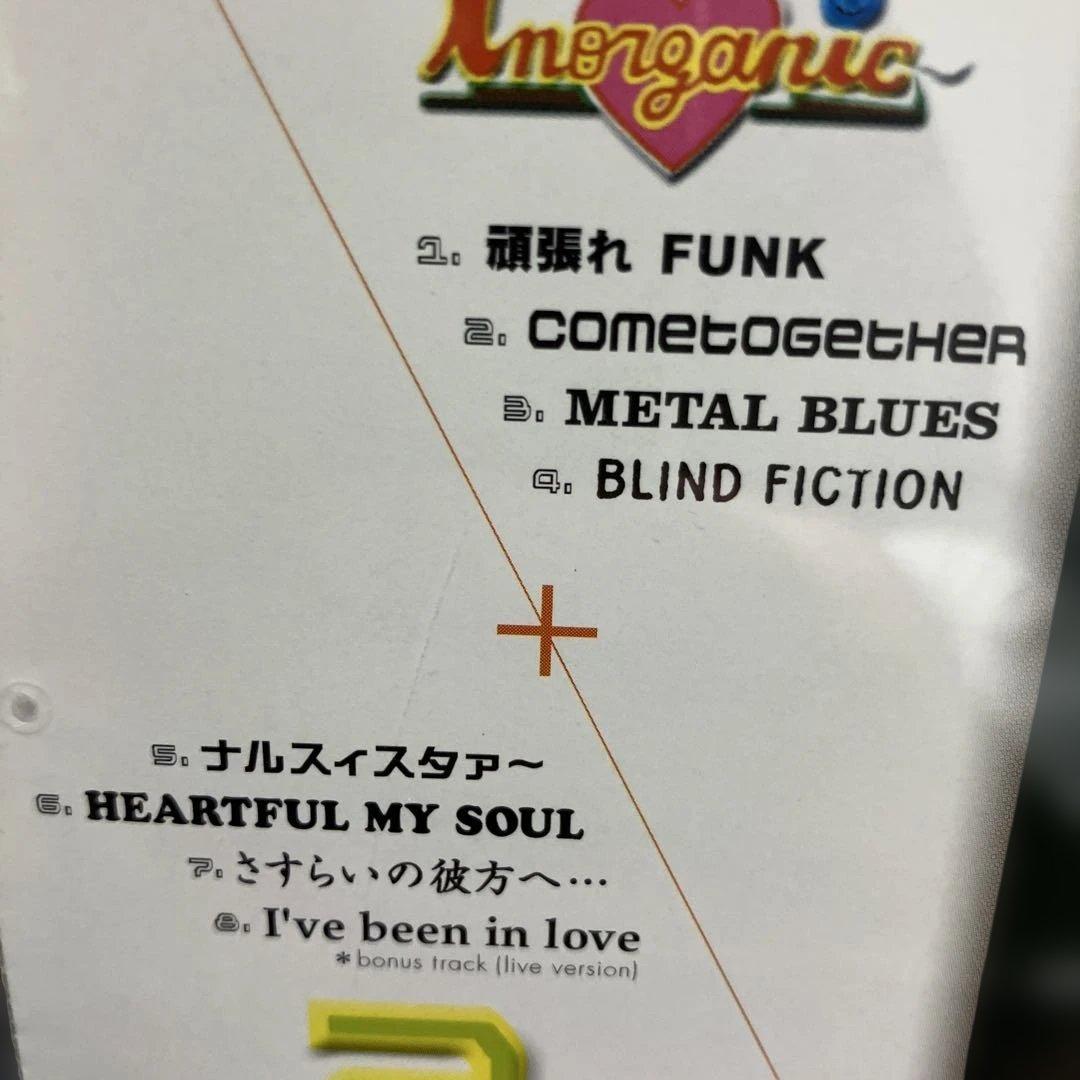 Inorganic
1. 頑張れ FUNK
2. COMETOGETHER
3. METAL BLUES
4. BLIND FICTION
5. ナルスィスタァ～
6. HEARTFUL MY SOUL
7. さすらいの彼方へ…
8. I've been in love
*bonus track (live version)